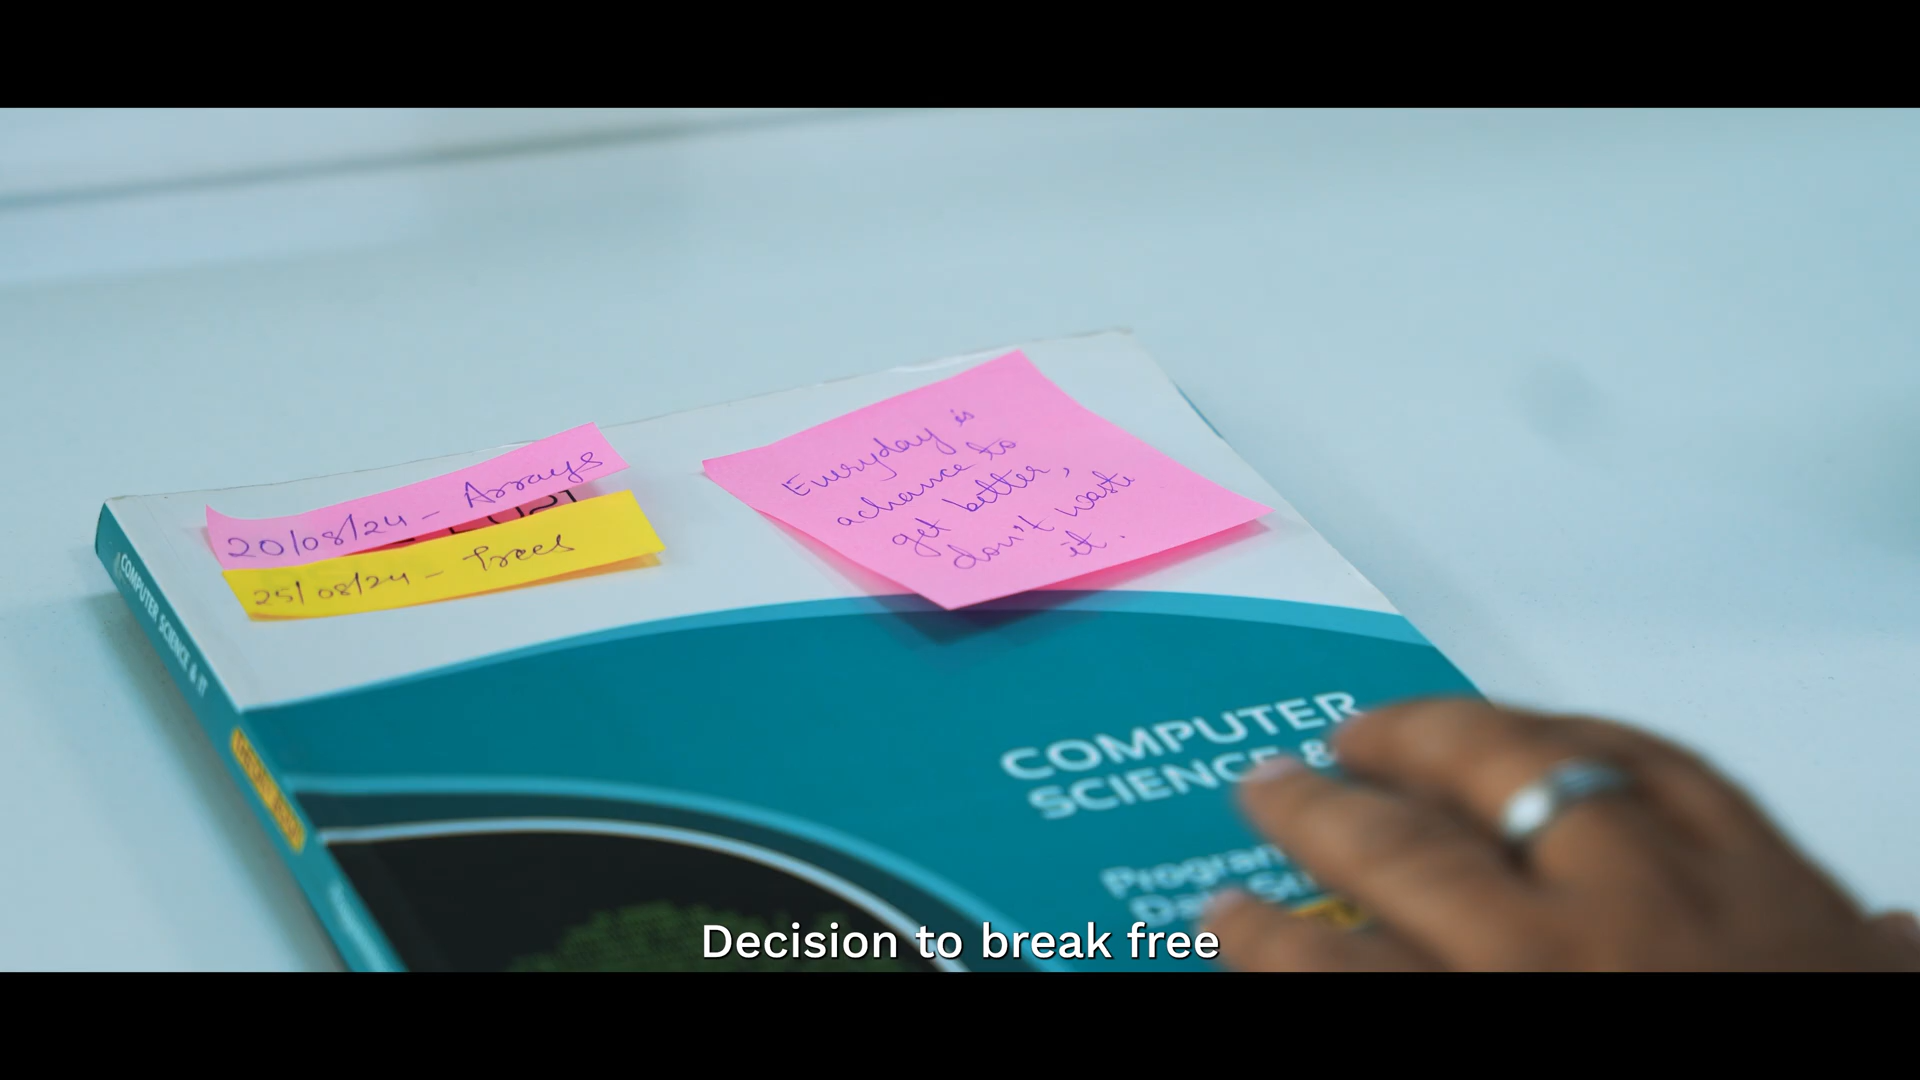 20/08/24 - Arrays
25/08/24 - Trees
Everyday is
a chance to
get better,
don't waste
it.
COMPUTER SCIENCE & IT
COMPUTER
SCIENCE &
Decision to break free